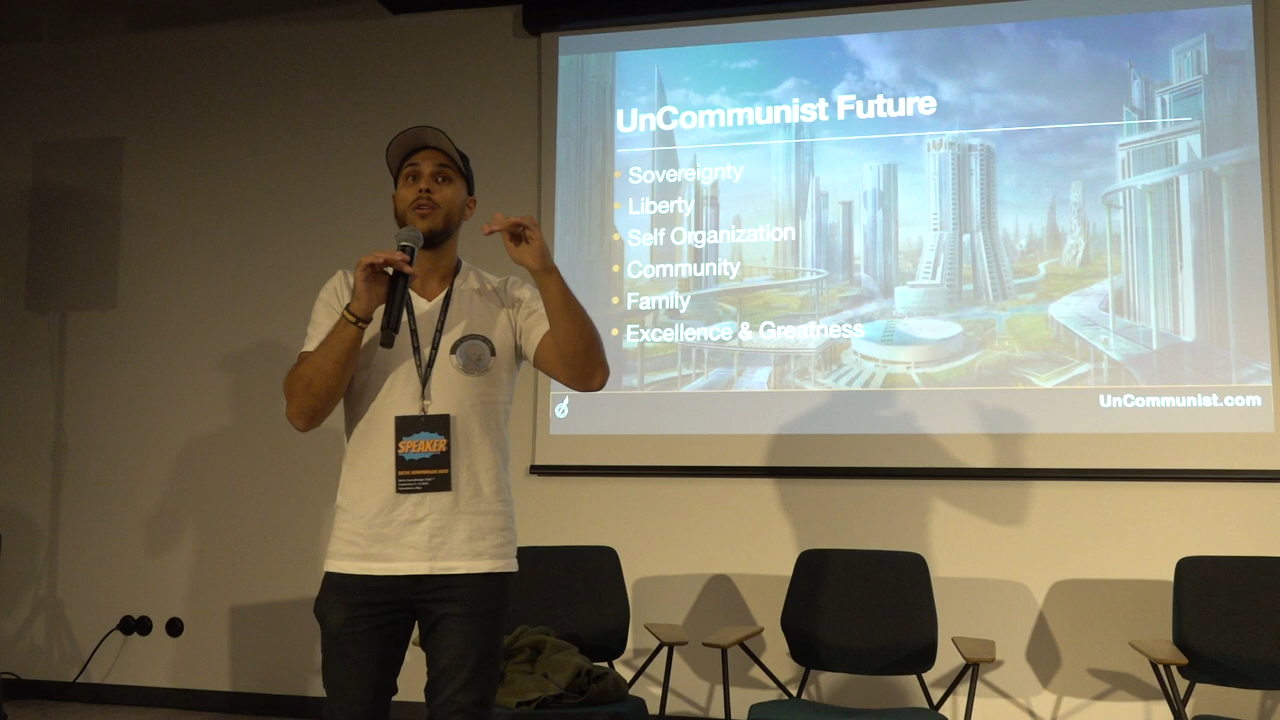 UnCommunist Future
Sovereignty
Liberty
Self Organization
Community
Family
Excellence & Greatness
UnCommunist.com
SPEAKER